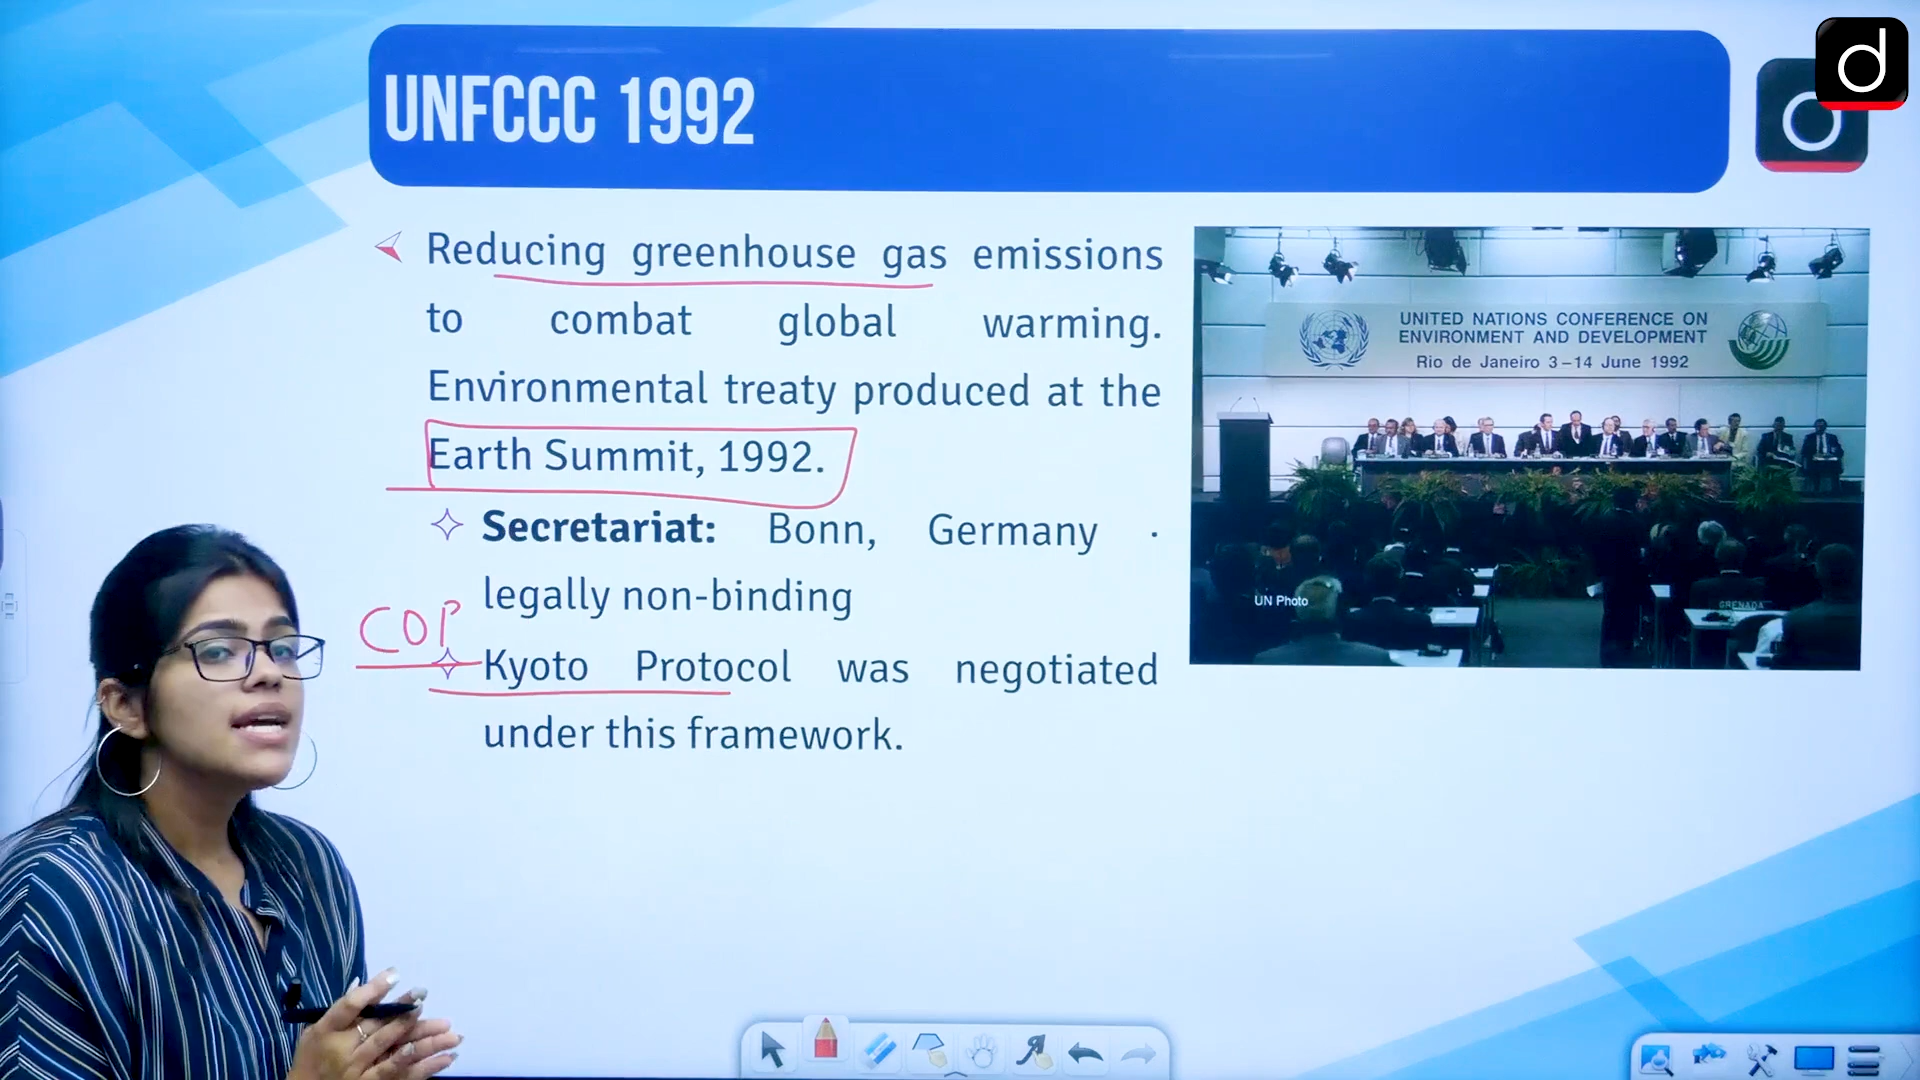 UNFCCC 1992
Reducing greenhouse gas emissions
to combat global warming.
Environmental treaty produced at the
Earth Summit, 1992.
Secretariat: Bonn, Germany ·
legally non-binding
COP
Kyoto Protocol was negotiated
under this framework.
UNITED NATIONS CONFERENCE ON
ENVIRONMENT AND DEVELOPMENT
Rio de Janeiro 3-14 June 1992
UN Photo
GRENADA
d